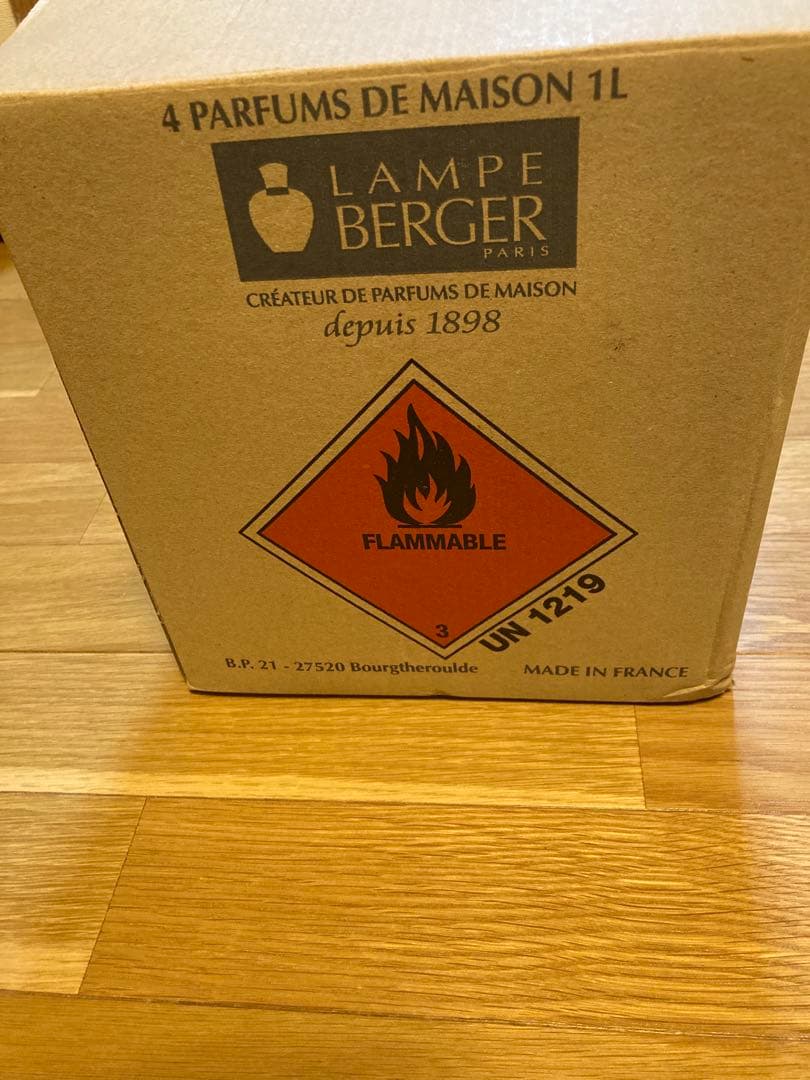 4 PARFUMS DE MAISON 1L
LAMPE
BERGER
PARIS
CRÉATEUR DE PARFUMS DE MAISON
depuis 1898
FLAMMABLE
3
UN 1219
B.P. 21 - 27520 Bourgtheroulde
MADE IN FRANCE